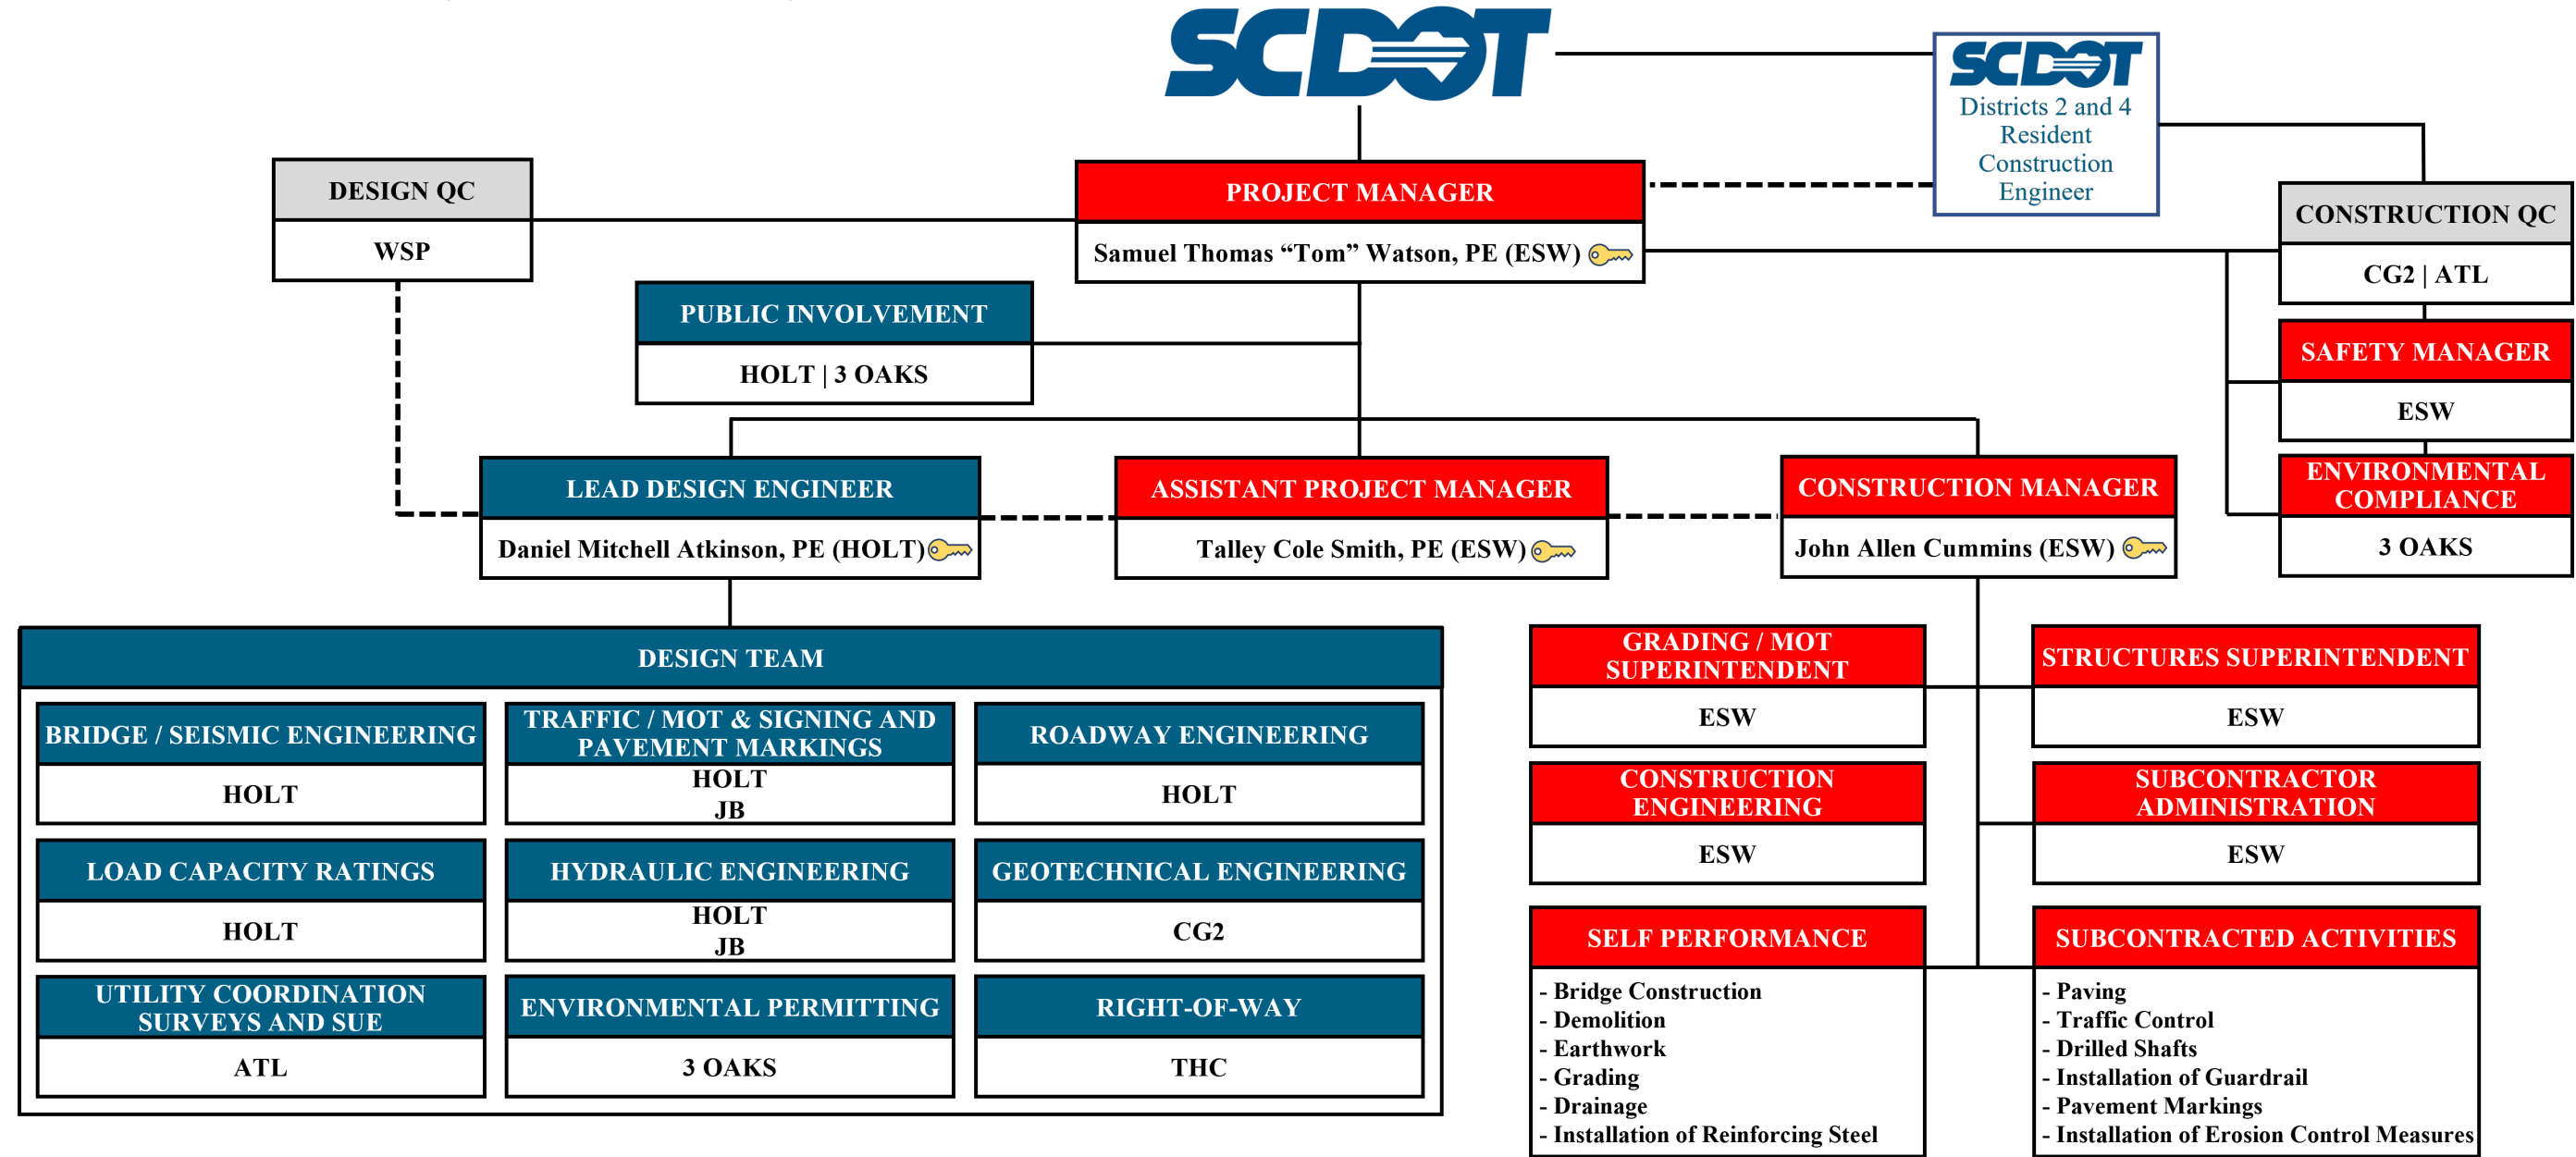 SCDOT
SCDOT
Districts 2 and 4
Resident
Construction
Engineer
DESIGN QC
WSP
PROJECT MANAGER
Samuel Thomas “Tom” Watson, PE (ESW)
CONSTRUCTION QC
CG2 | ATL
PUBLIC INVOLVEMENT
HOLT | 3 OAKS
SAFETY MANAGER
ESW
LEAD DESIGN ENGINEER
Daniel Mitchell Atkinson, PE (HOLT)
ASSISTANT PROJECT MANAGER
Talley Cole Smith, PE (ESW)
CONSTRUCTION MANAGER
John Allen Cummins (ESW)
ENVIRONMENTAL
COMPLIANCE
3 OAKS
DESIGN TEAM
BRIDGE / SEISMIC ENGINEERING
HOLT
TRAFFIC / MOT & SIGNING AND
PAVEMENT MARKINGS
HOLT
JB
ROADWAY ENGINEERING
HOLT
LOAD CAPACITY RATINGS
HOLT
HYDRAULIC ENGINEERING
HOLT
JB
GEOTECHNICAL ENGINEERING
CG2
UTILITY COORDINATION
SURVEYS AND SUE
ATL
ENVIRONMENTAL PERMITTING
3 OAKS
RIGHT-OF-WAY
THC
GRADING / MOT
SUPERINTENDENT
ESW
STRUCTURES SUPERINTENDENT
ESW
CONSTRUCTION
ENGINEERING
ESW
SUBCONTRACTOR
ADMINISTRATION
ESW
SELF PERFORMANCE
- Bridge Construction
- Demolition
- Earthwork
- Grading
- Drainage
- Installation of Reinforcing Steel
SUBCONTRACTED ACTIVITIES
- Paving
- Traffic Control
- Drilled Shafts
- Installation of Guardrail
- Pavement Markings
- Installation of Erosion Control Measures